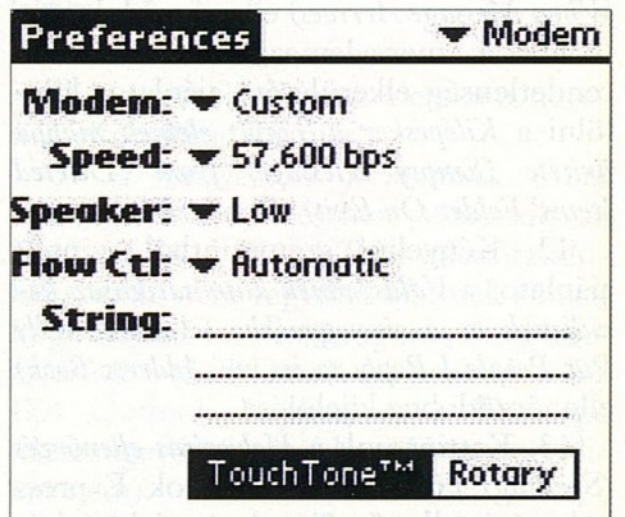 Preferences Modem
Modem: Custom
Speed: 57,600 bps
Speaker: Low
Flow Ctl: Automatic
String:
TouchTone™ Rotary